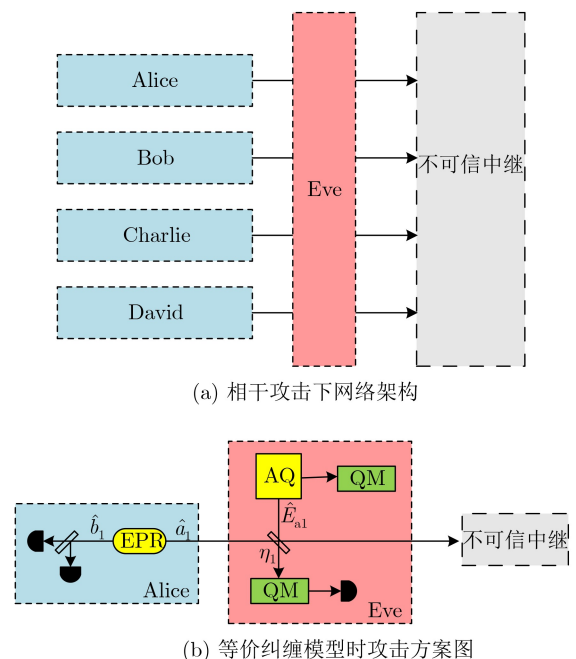 Alice
Bob
Charlie
David
Eve
不可信中继
(a) 相干攻击下网络架构
AQ
QM
Ê_a1
b̂_1
EPR
â_1
η_1
QM
Alice
Eve
不可信中继
(b) 等价纠缠模型时攻击方案图